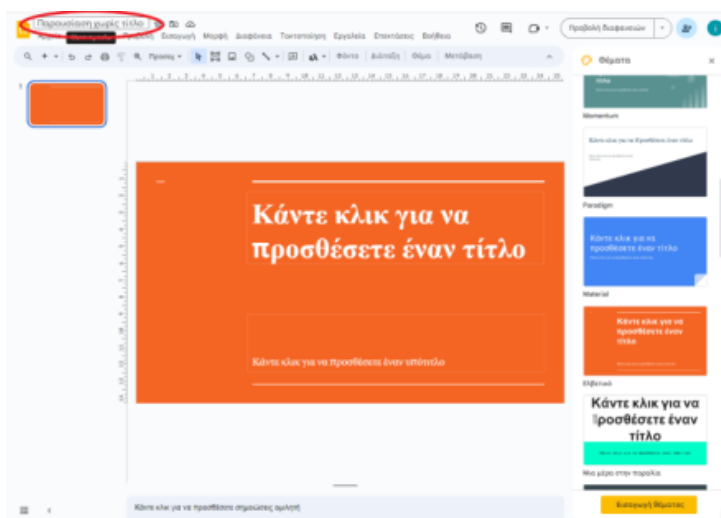 Παρουσίαση χωρίς τίτλο
Εισαγωγή Μορφή Διαφάνεια Τακτοποίηση Εργαλεία Επεκτάσεις Βοήθεια
Προβολή διαφανειών
Φόντο Διάταξη Θέμα Μετάβαση
Θέματα
1
Κάντε κλικ για να
προσθέσετε έναν τίτλο
Κάντε κλικ για να προσθέσετε έναν υπότιτλο
τίτλο
Momentum
Κάντε κλικ για να προσθέσετε έναν τίτλο
Paradigm
Κάντε κλικ για να
προσθέσετε έναν τίτλο
Material
Κάντε κλικ για να
προσθέσετε έναν
τίτλο
Ελβετικό
Κάντε κλικ για να
προσθέσετε έναν
τίτλο
Μια μέρα στην παραλία
Εισαγωγή θέματος
Κάντε κλικ για να προσθέσετε σημειώσεις ομιλητή